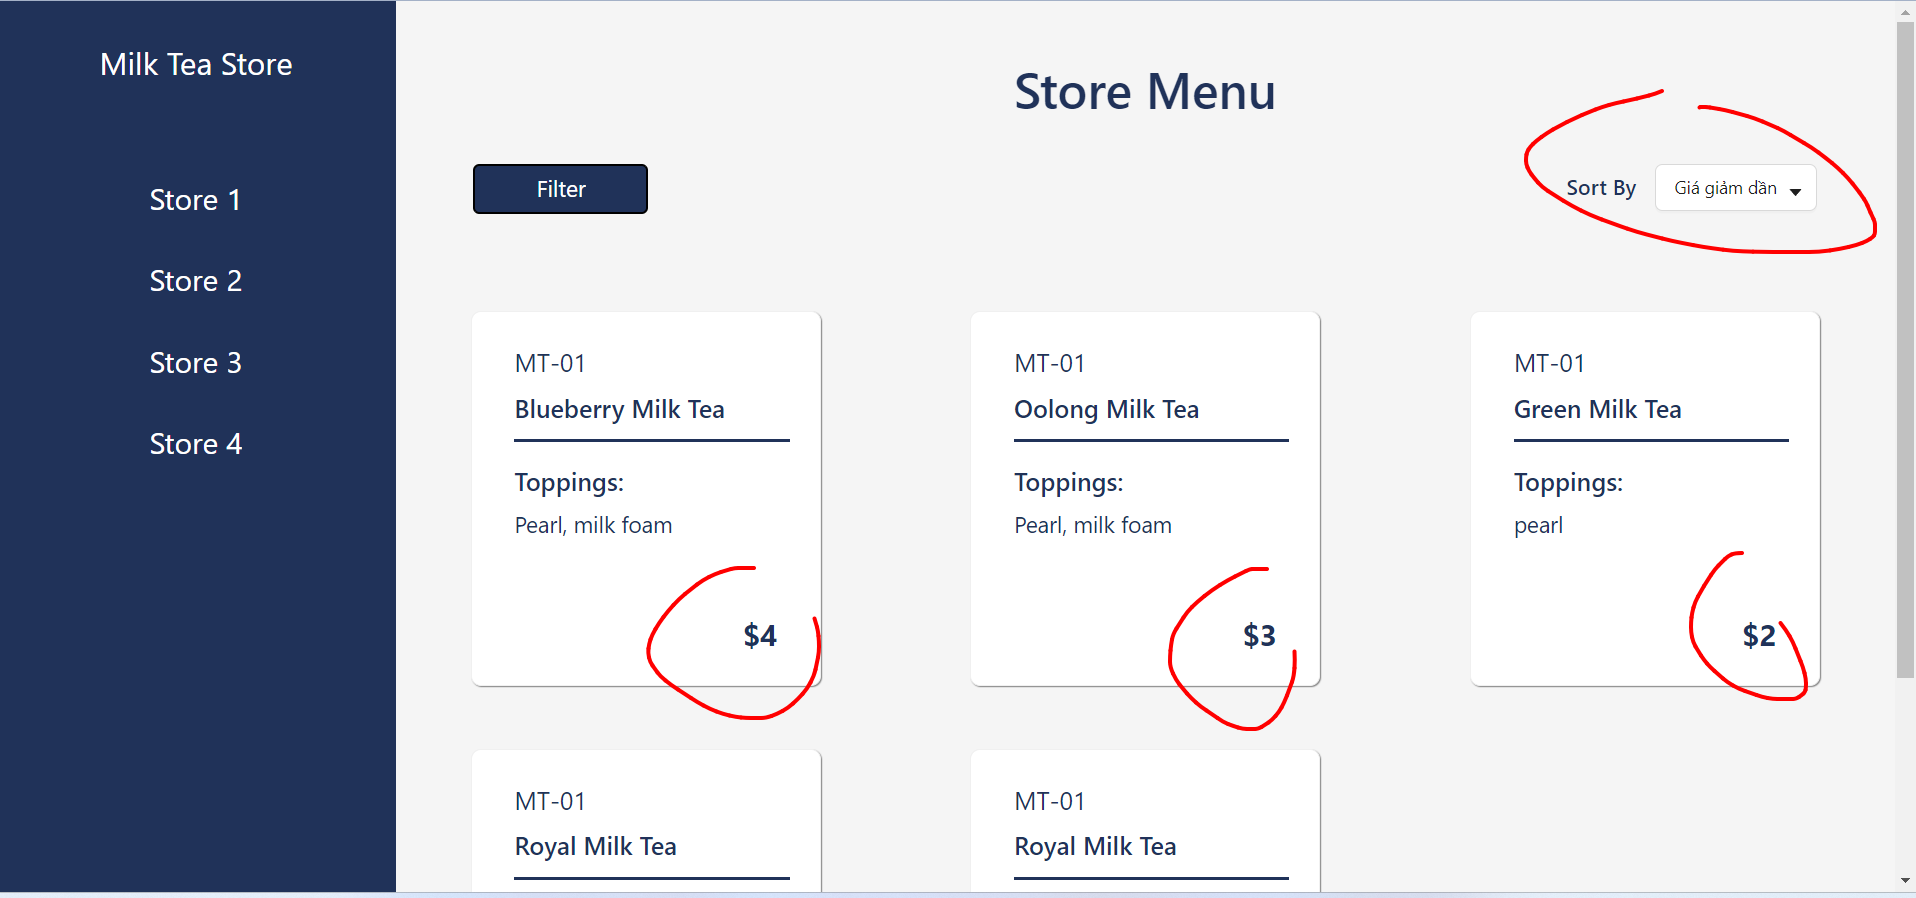 Milk Tea Store
Store 1
Store 2
Store 3
Store 4
Store Menu
Filter
Sort By
Giá giảm dần
MT-01
Blueberry Milk Tea
Toppings:
Pearl, milk foam
$4
MT-01
Oolong Milk Tea
Toppings:
Pearl, milk foam
$3
MT-01
Green Milk Tea
Toppings:
pearl
$2
MT-01
Royal Milk Tea
MT-01
Royal Milk Tea